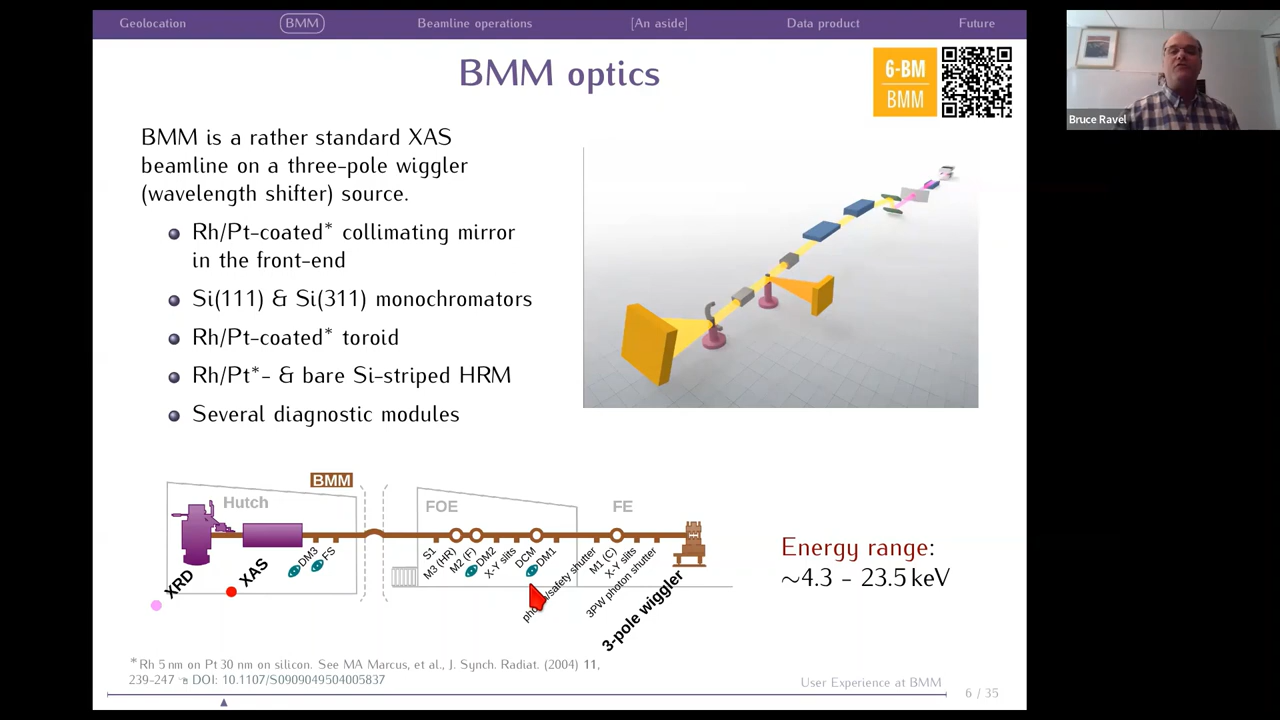 Geolocation BMM Beamline operations [An aside] Data product Future
BMM optics
6-BM
BMM
Bruce Ravel
BMM is a rather standard XAS
beamline on a three-pole wiggler
(wavelength shifter) source.
Rh/Pt-coated* collimating mirror
in the front-end
Si(111) & Si(311) monochromators
Rh/Pt-coated* toroid
Rh/Pt*- & bare Si-striped HRM
Several diagnostic modules
BMM
Hutch
FOE
FE
XRD
XAS
DM3
FS
S1
M3 (HR)
M2 (F)
DM2
X-Y slits
DCM
DM1
photon/safety shutter
M1 (C)
X-Y slits
3PW photon shutter
3-pole wiggler
Energy range:
~4.3 - 23.5 keV
*Rh 5 nm on Pt 30 nm on silicon. See MA Marcus, et al., J. Synch. Radiat. (2004) 11,
239-247 DOI: 10.1107/S0909049504005837
User Experience at BMM
6 / 35